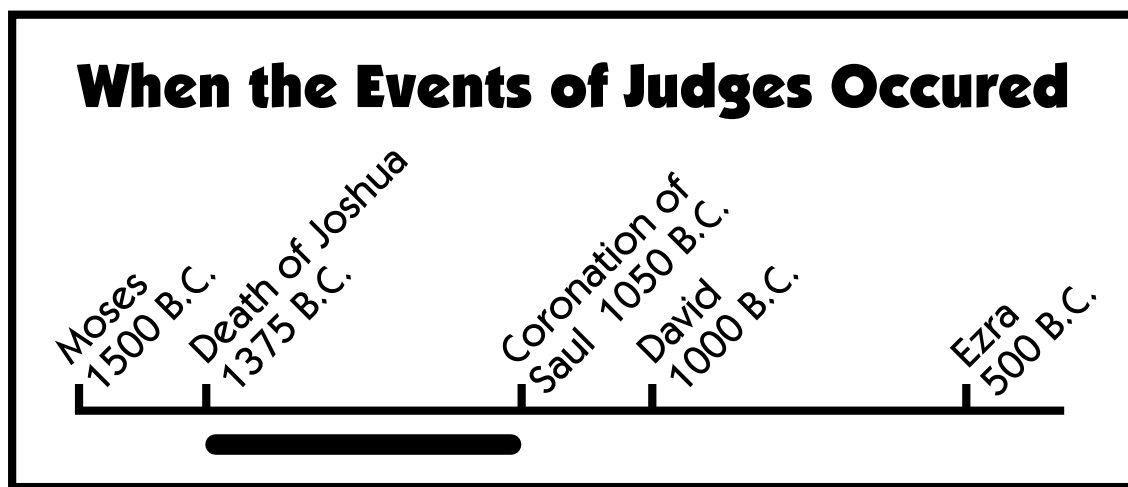 When the Events of Judges Occured
Moses
1500 B.C.
Death of Joshua
1375 B.C.
Coronation of
Saul 1050 B.C.
David
1000 B.C.
Ezra
500 B.C.